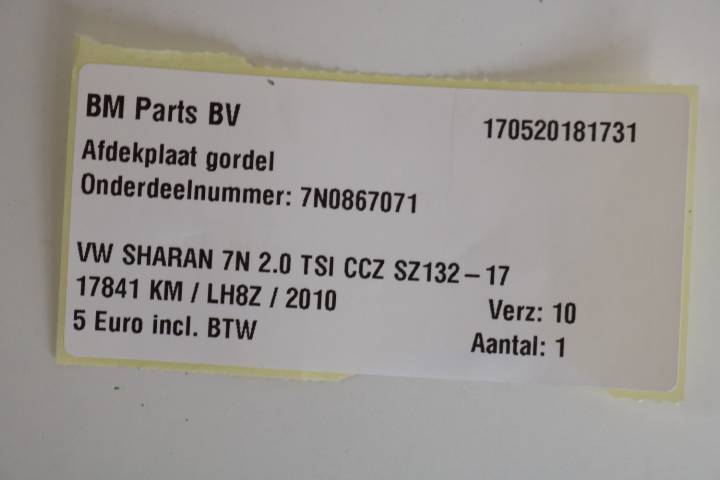 BM Parts BV
170520181731
Afdekplaat gordel
Onderdeelnummer: 7N0867071
VW SHARAN 7N 2.0 TSI CCZ SZ132-17
17841 KM / LH8Z / 2010
Verz: 10
5 Euro incl. BTW
Aantal: 1